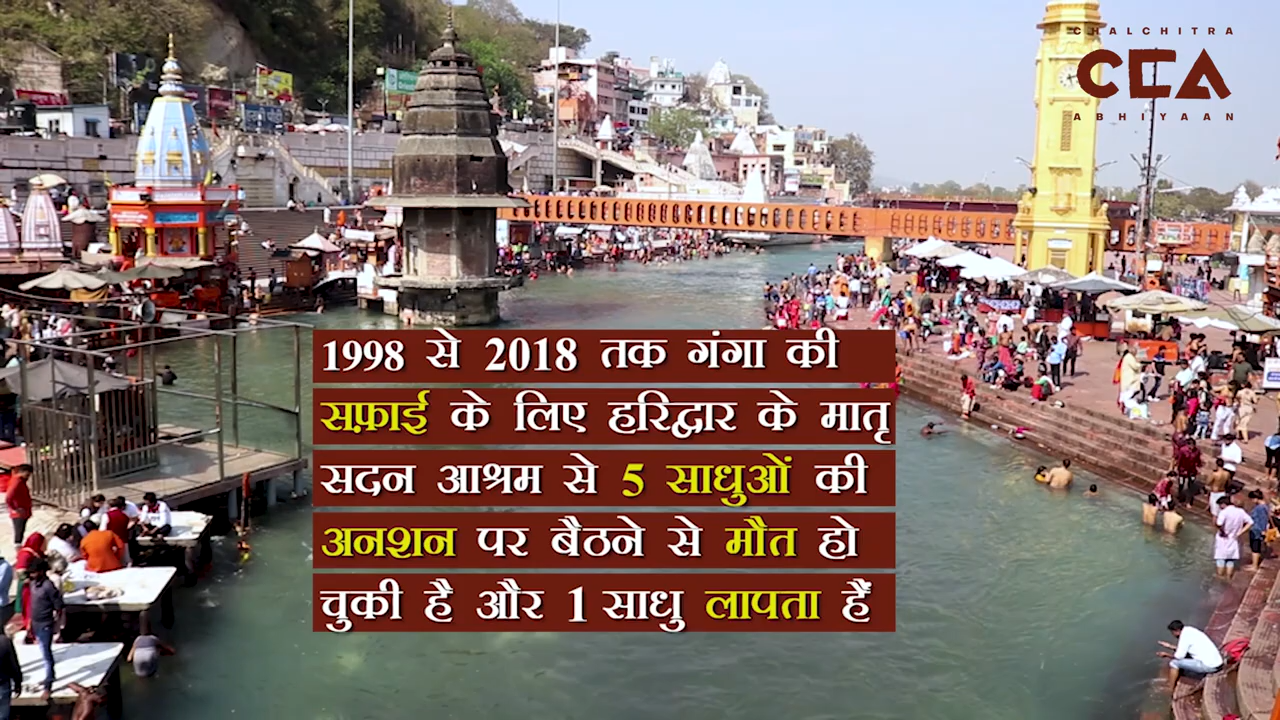 CHALCHITRA
CCA
ABHIYAAN
1998 से 2018 तक गंगा की
सफ़ाई के लिए हरिद्वार के मातृ
सदन आश्रम से 5 साधुओं की
अनशन पर बैठने से मौत हो
चुकी है और 1 साधु लापता हैं